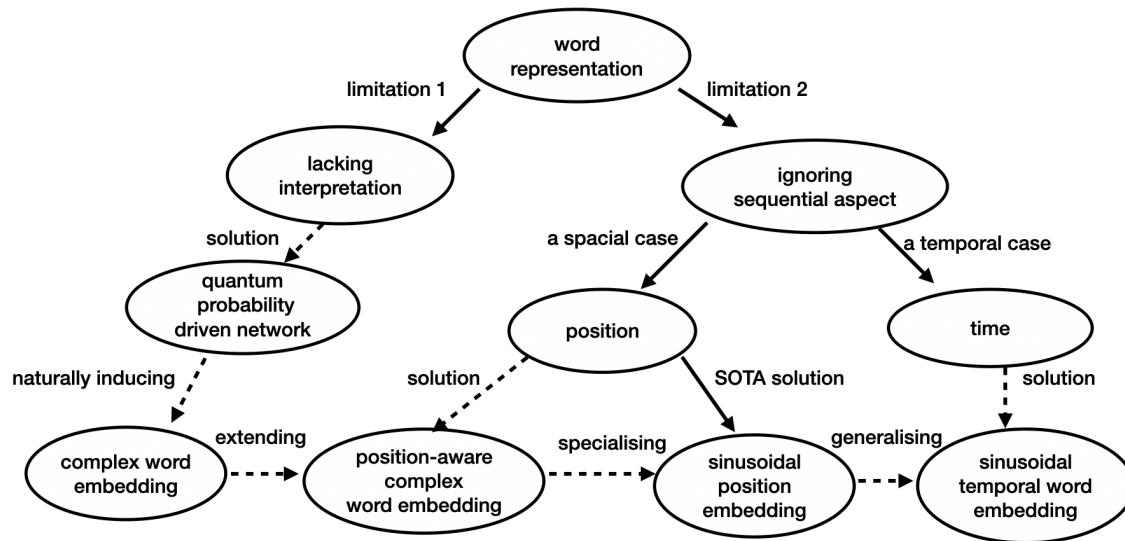 word
representation
limitation 1
limitation 2
lacking
interpretation
ignoring
sequential aspect
solution
a spacial case
a temporal case
quantum
probability
driven network
position
time
naturally inducing
solution
SOTA solution
solution
extending
specialising
generalising
complex word
embedding
position-aware
complex
word embedding
sinusoidal
position
embedding
sinusoidal
temporal word
embedding